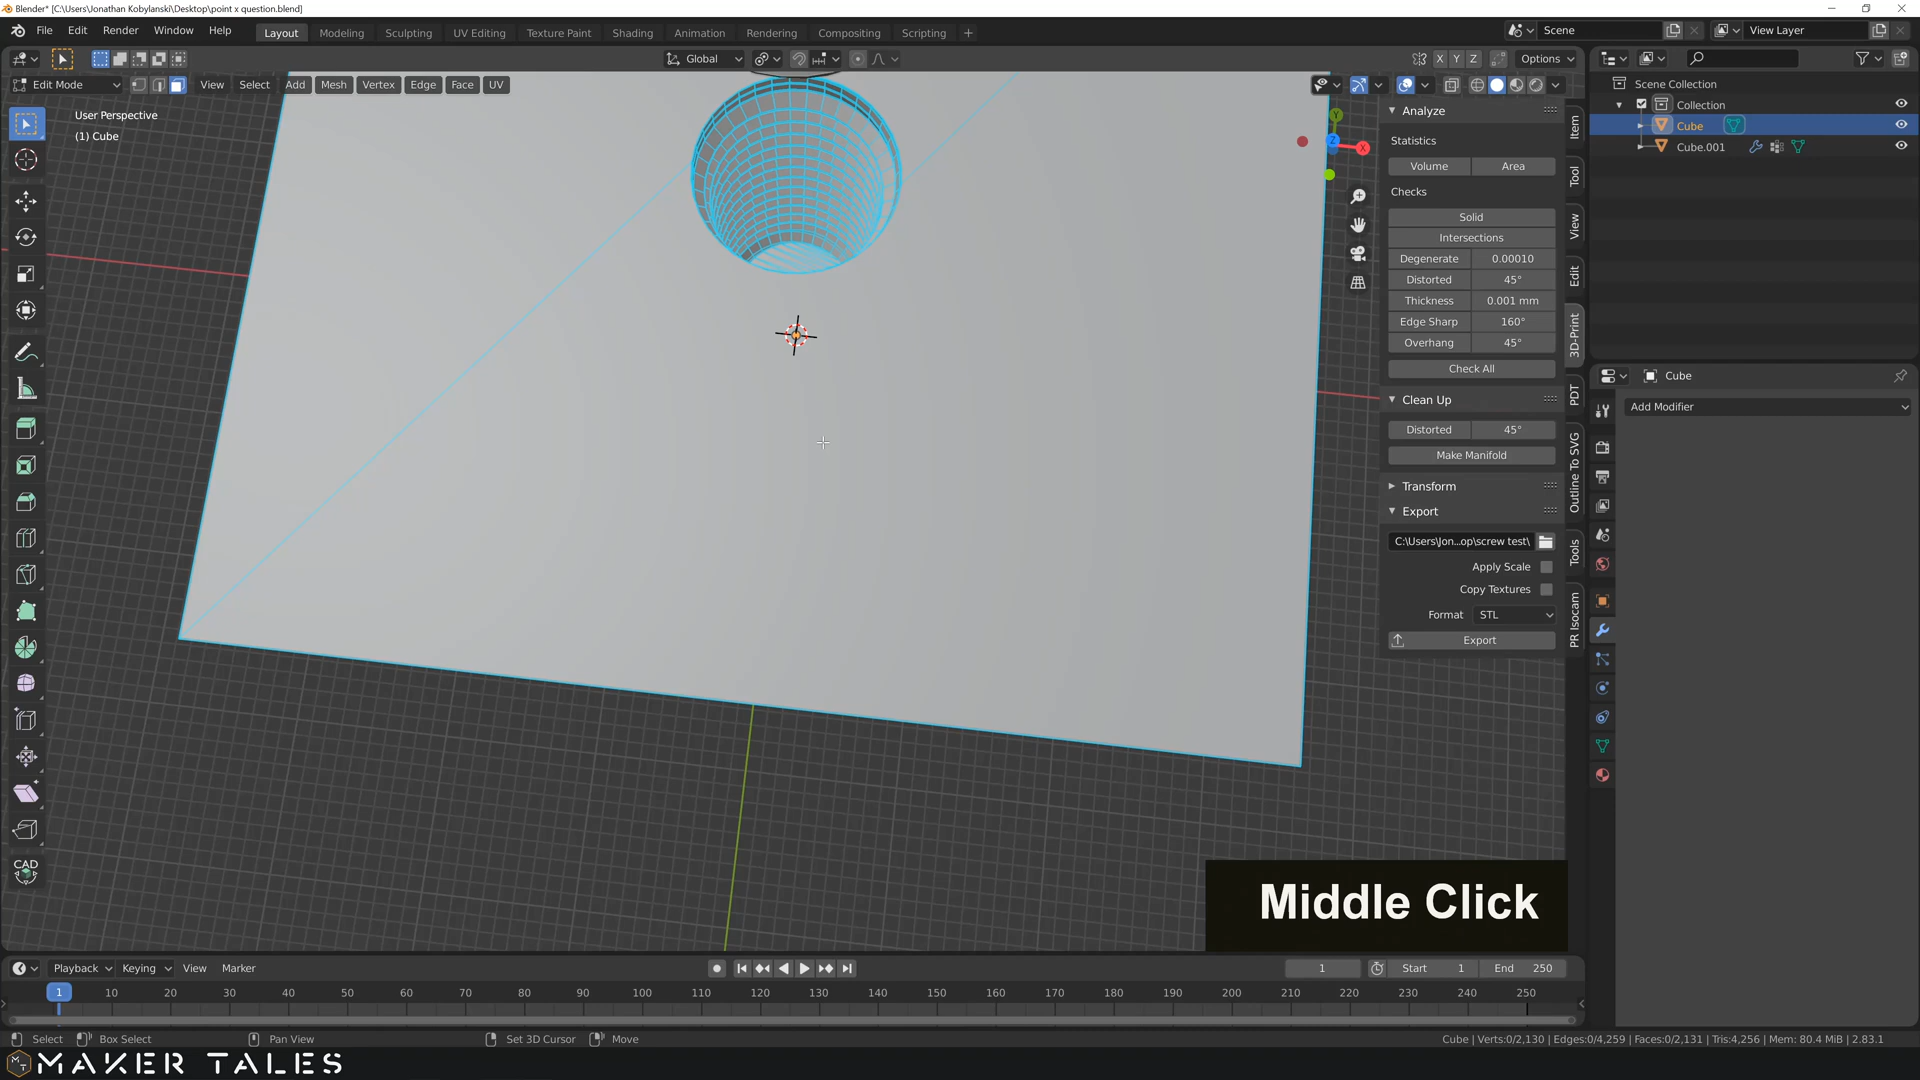 Blender* [C:\Users\Jonathan Kobylanski\Desktop\point x question.blend]
File Edit Render Window Help Layout Modeling Sculpting UV Editing Texture Paint Shading Animation Rendering Compositing Scripting + Scene View Layer
Global X Y Z Options
Edit Mode View Select Add Mesh Vertex Edge Face UV
User Perspective
(1) Cube
Y
Z
X
CAD
Analyze
Statistics
Volume Area
Checks
Solid
Intersections
Degenerate 0.00010
Distorted 45°
Thickness 0.001 mm
Edge Sharp 160°
Overhang 45°
Check All
Clean Up
Distorted 45°
Make Manifold
Transform
Export
C:\Users\Jon...op\screw test\
Apply Scale
Copy Textures
Format STL
Export
Item
Tool
View
Edit
3D-Print
PDT
Outline To SVG
Tools
PR Isocam
Scene Collection
Collection
Cube
Cube.001
Cube
Add Modifier
Middle Click
Playback Keying View Marker 1 Start 1 End 250
1 10 20 30 40 50 60 70 80 90 100 110 120 130 140 150 160 170 180 190 200 210 220 230 240 250
Select Box Select Pan View Set 3D Cursor Move Cube | Verts:0/2,130 | Edges:0/4,259 | Faces:0/2,131 | Tris:4,256 | Mem: 80.4 MiB | 2.83.1
MAKER TALES